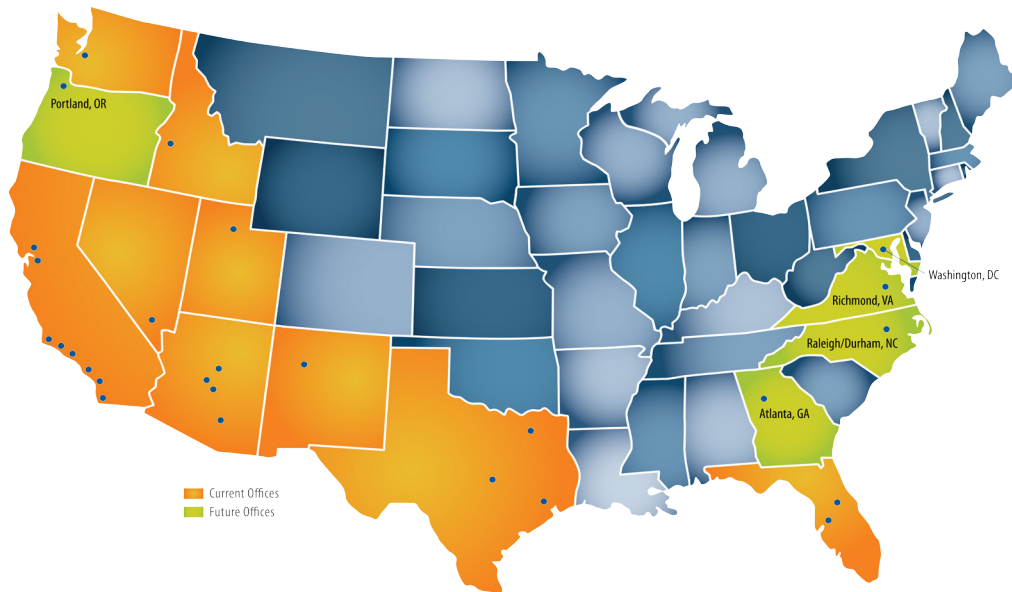 Portland, OR
Washington, DC
Richmond, VA
Raleigh/Durham, NC
Atlanta, GA
Current Offices
Future Offices